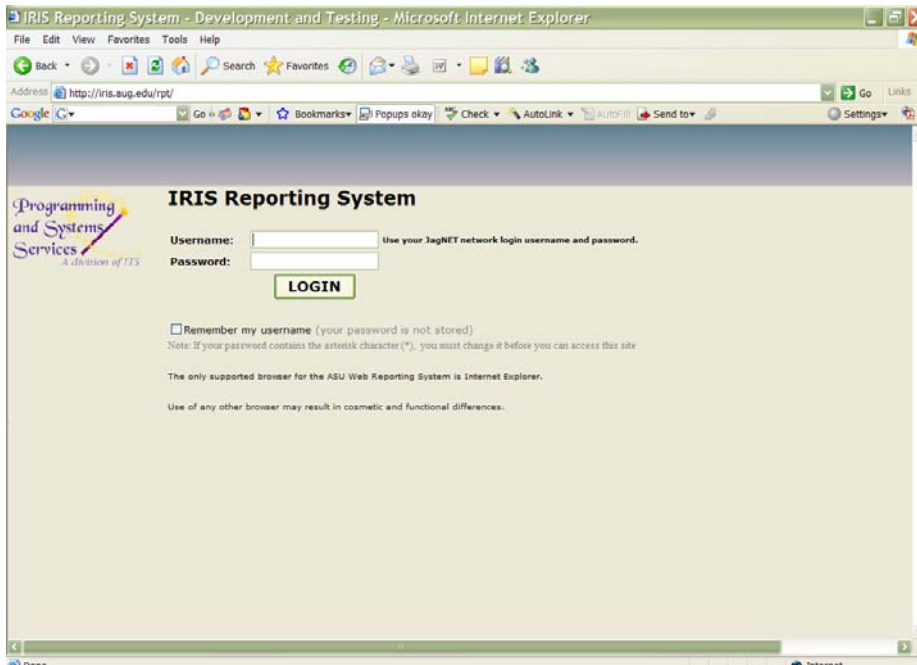 IRIS Reporting System - Development and Testing - Microsoft Internet Explorer
File Edit View Favorites Tools Help
Back Search Favorites
Address http://iris.aug.edu/rpt/ Go Links
Google G Go Bookmarks Popups okay ABC Check AutoLink AutoFill Send to Settings
Programming
and Systems
Services
A division of ITS
IRIS Reporting System
Username: Use your JagNET network login username and password.
Password:
LOGIN
Remember my username (your password is not stored)
Note: If your password contains the asterisk character (*), you must change it before you can access this site
The only supported browser for the ASU Web Reporting System is Internet Explorer.
Use of any other browser may result in cosmetic and functional differences.
Done Internet